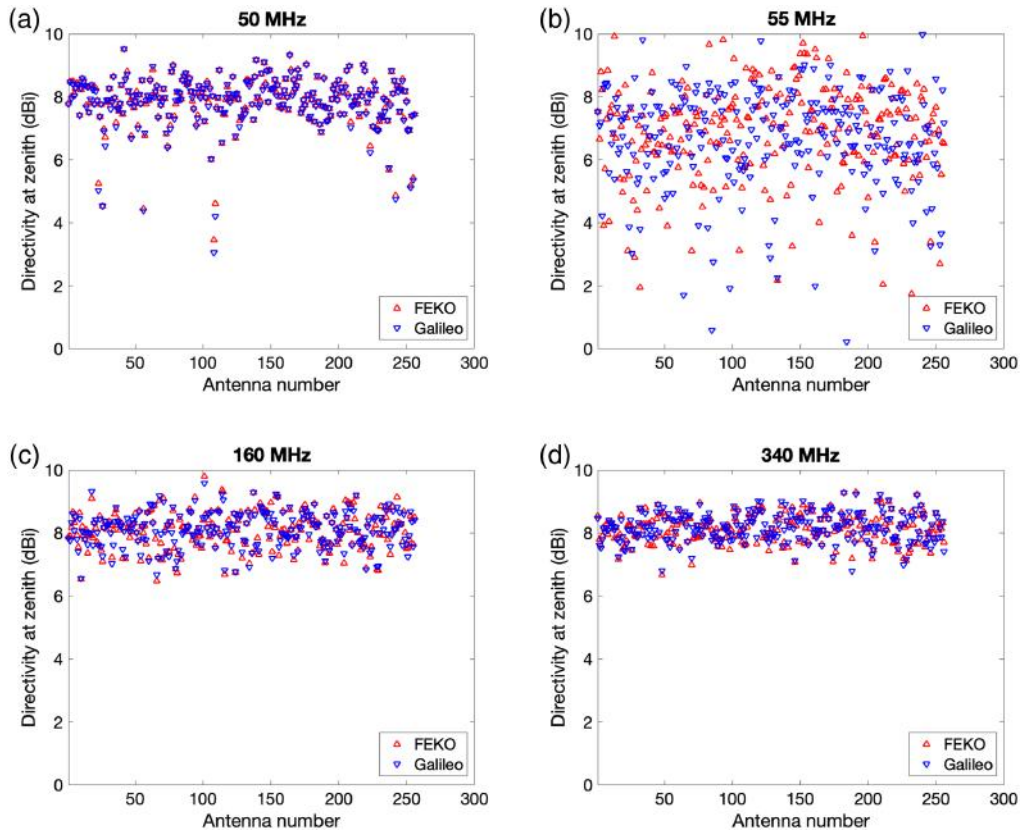 (a)
50 MHz
Directivity at zenith (dBi)
10
8
6
4
2
0
50
100
150
200
250
300
Antenna number
FEKO
Galileo
(b)
55 MHz
Directivity at zenith (dBi)
10
8
6
4
2
0
50
100
150
200
250
300
Antenna number
FEKO
Galileo
(c)
160 MHz
Directivity at zenith (dBi)
10
8
6
4
2
0
50
100
150
200
250
300
Antenna number
FEKO
Galileo
(d)
340 MHz
Directivity at zenith (dBi)
10
8
6
4
2
0
50
100
150
200
250
300
Antenna number
FEKO
Galileo